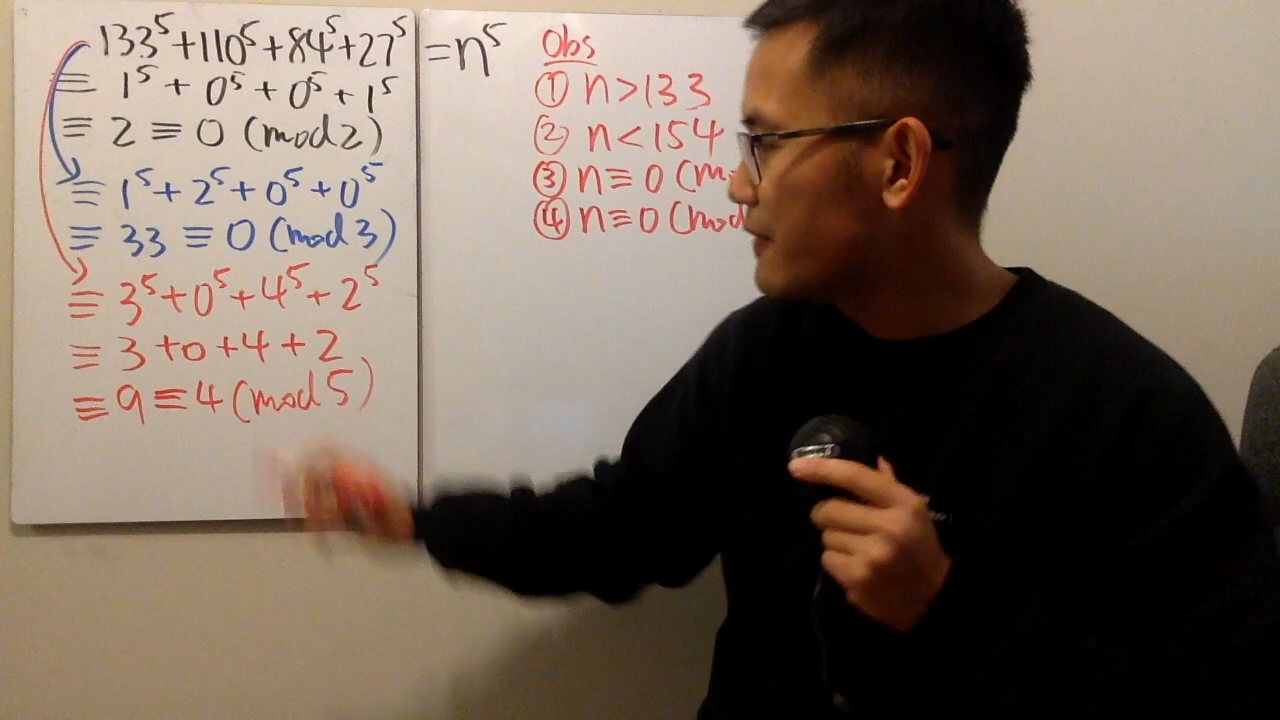 133⁵+110⁵+84⁵+27⁵ = n⁵
≡ 1⁵ + 0⁵ + 0⁵ + 1⁵
≡ 2 ≡ 0 (mod 2)
≡ 1⁵ + 2⁵ + 0⁵ + 0⁵
≡ 33 ≡ 0 (mod 3)
≡ 3⁵ + 0⁵ + 4⁵ + 2⁵
≡ 3 + 0 + 4 + 2
≡ 9 ≡ 4 (mod 5)
Obs
① n > 133
② n < 154
③ n ≡ 0 (m
④ n ≡ 0 (mod